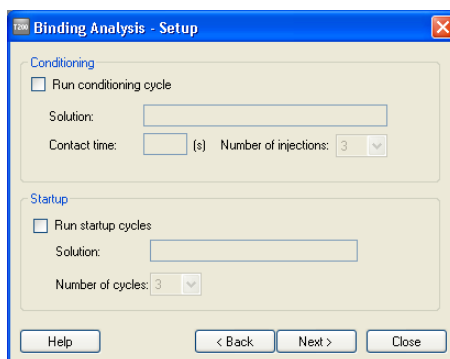 T200 Binding Analysis - Setup
Conditioning
Run conditioning cycle
Solution:
Contact time: (s) Number of injections: 3
Startup
Run startup cycles
Solution:
Number of cycles: 3
Help < Back Next > Close